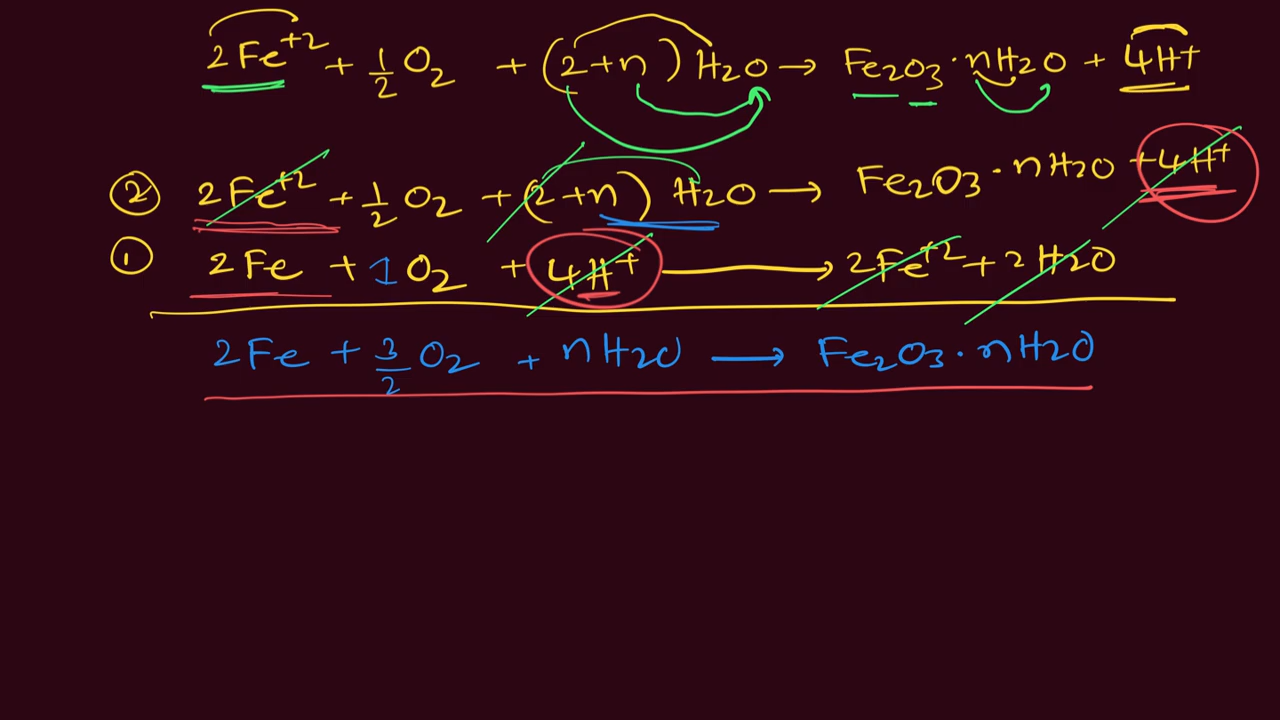 2Fe+2 + 1/2 O2 + (2+n) H2O → Fe2O3·nH2O + 4H+
② 2Fe+2 + 1/2 O2 + (2+n) H2O → Fe2O3·nH2O + 4H+
① 2Fe + 1O2 + 4H+ → 2Fe+2 + 2H2O
2Fe + 3/2 O2 + nH2O → Fe2O3·nH2O